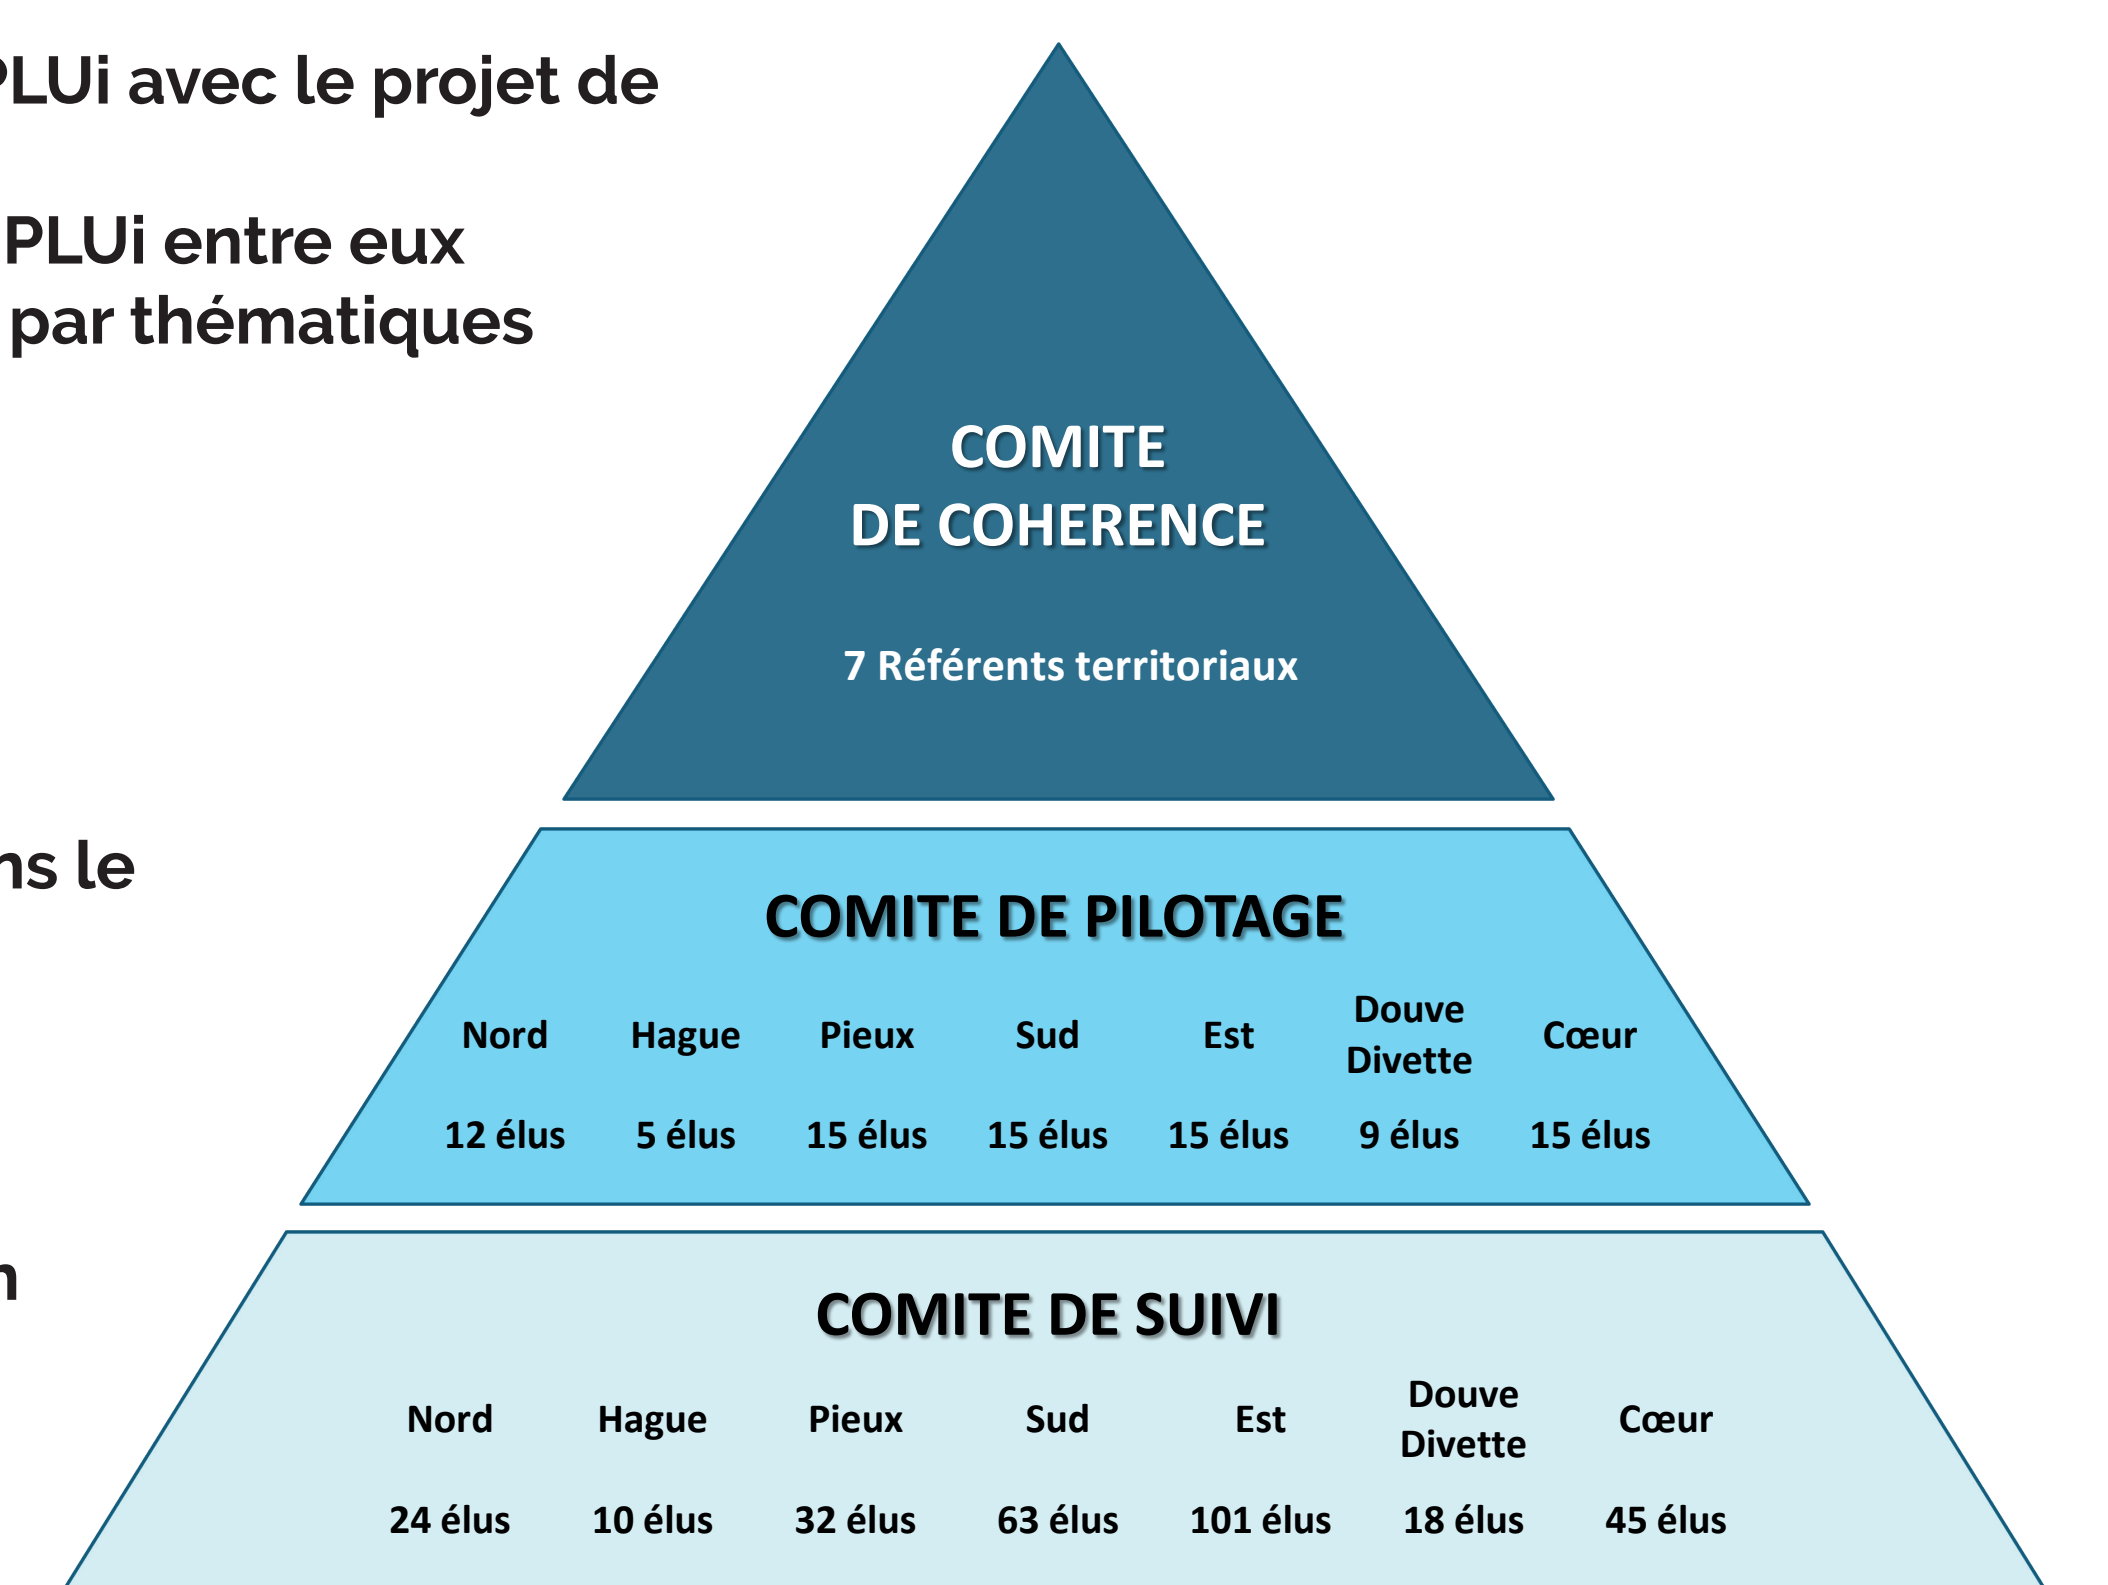 PLUi avec le projet de
PLUi entre eux
par thématiques
COMITE
DE COHERENCE
7 Référents territoriaux
le
COMITE DE PILOTAGE
Nord Hague Pieux Sud Est Douve Divette Cœur
12 élus 5 élus 15 élus 15 élus 15 élus 9 élus 15 élus
COMITE DE SUIVI
Nord Hague Pieux Sud Est Douve Divette Cœur
24 élus 10 élus 32 élus 63 élus 101 élus 18 élus 45 élus